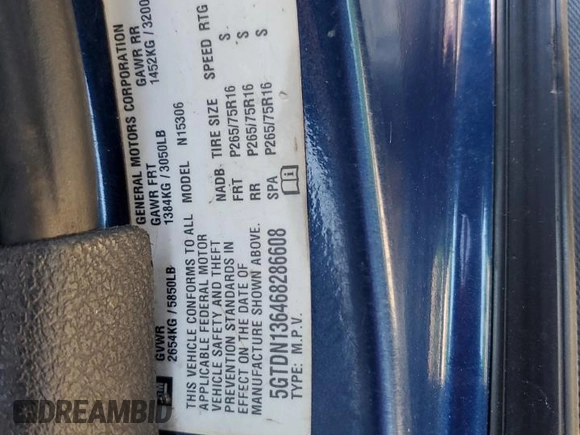 GENERAL MOTORS CORPORATION
GVWR GAWR FRT GAWR RR
2654KG / 5850LB 1384KG / 3050LB 1452KG / 3200
THIS VEHICLE CONFORMS TO ALL
APPLICABLE FEDERAL MOTOR
VEHICLE SAFETY AND THEFT
PREVENTION STANDARDS IN
EFFECT ON THE DATE OF
MANUFACTURE SHOWN ABOVE.
5GTDN136468286608
TYPE: M.P.V.
MODEL N15306
NADB TIRE SIZE SPEED RTG
FRT P265/75R16 S
RR P265/75R16 S
SPA P265/75R16 S
DREAMBID